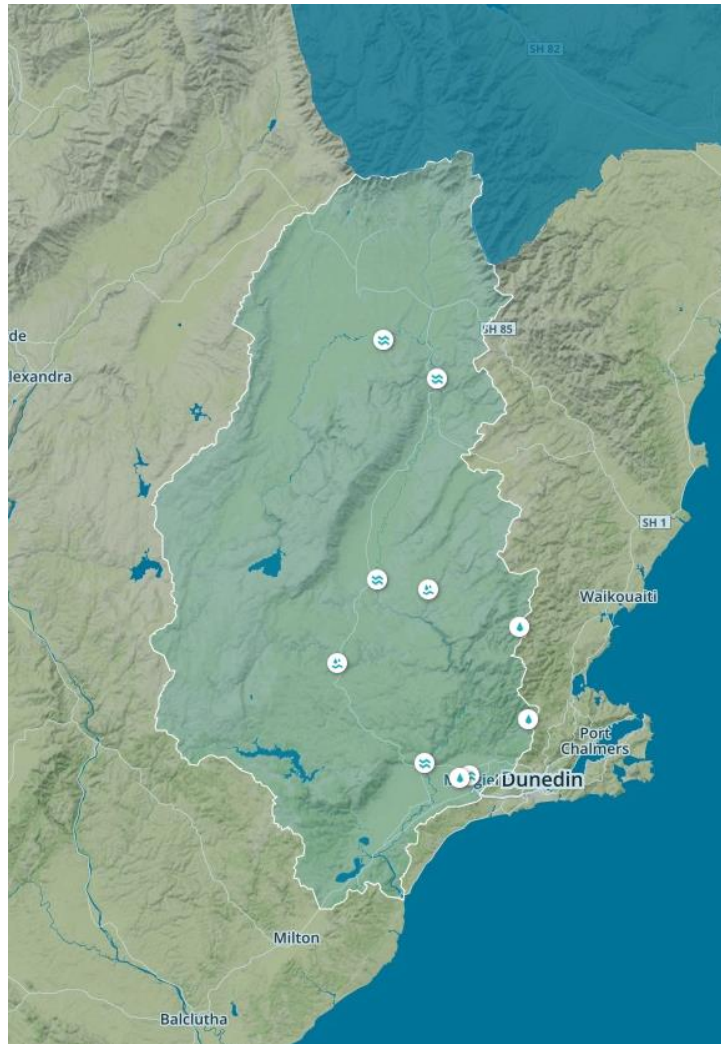 SH 82
SH 85
de
lexandra
SH 1
Waikouaiti
Port
Chalmers
Dunedin
Milton
Balclutha